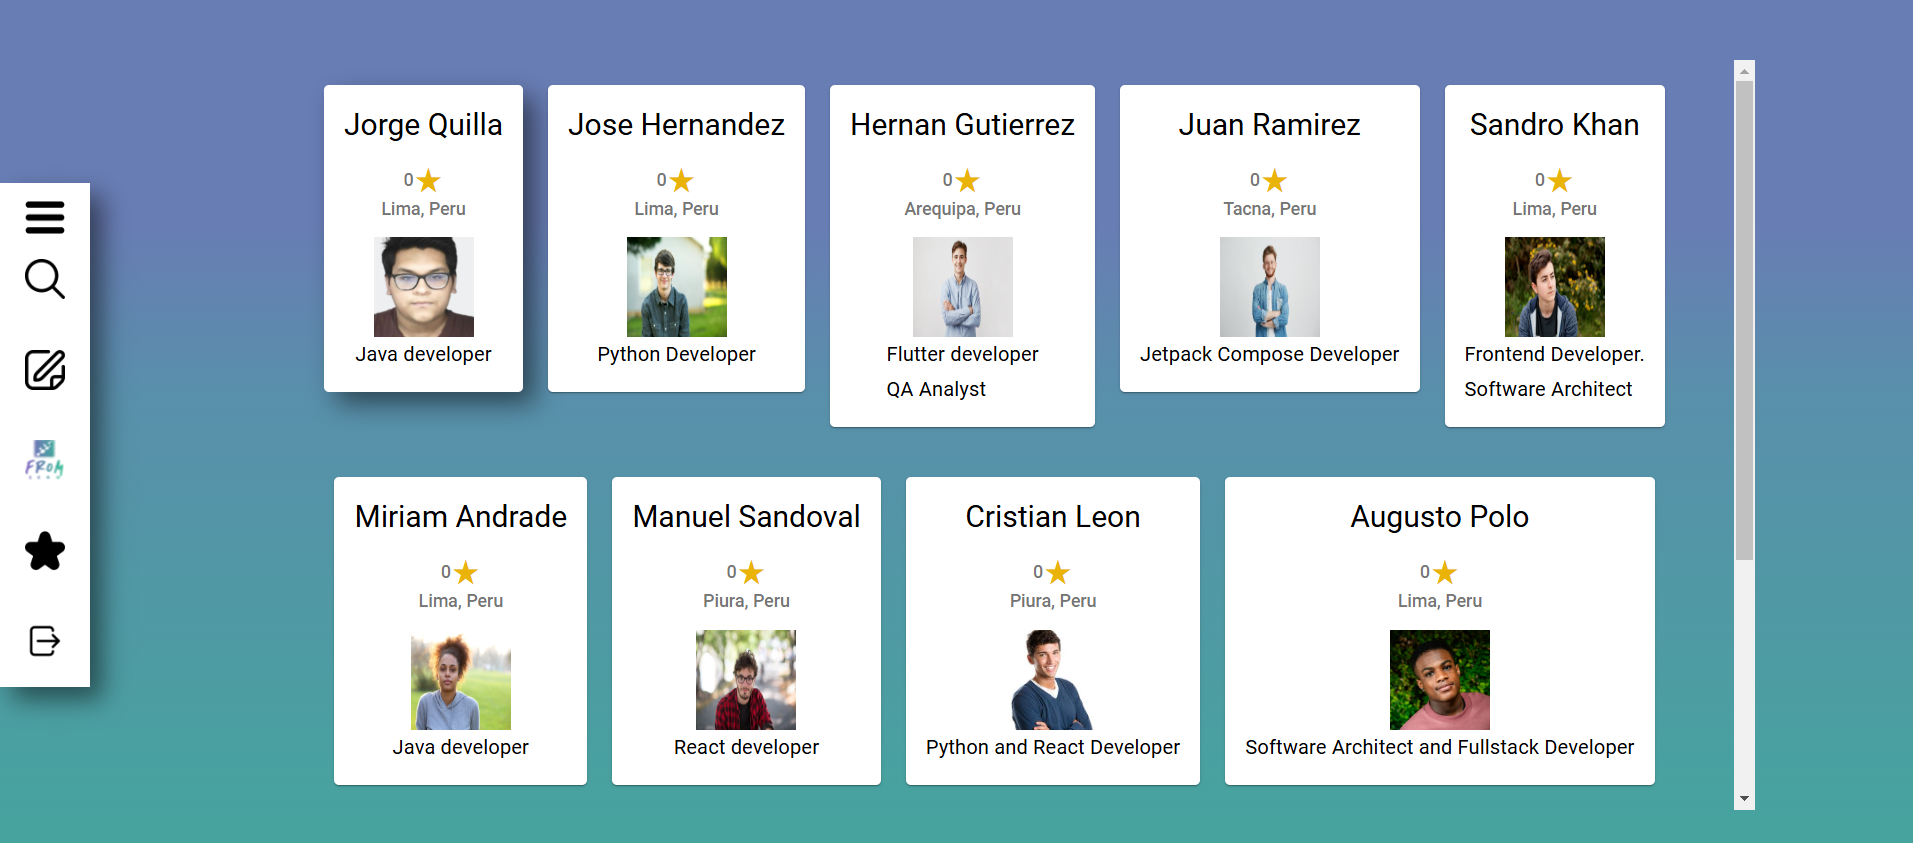 Jorge Quilla
0
Lima, Peru
Java developer
Jose Hernandez
0
Lima, Peru
Python Developer
Hernan Gutierrez
0
Arequipa, Peru
Flutter developer
QA Analyst
Juan Ramirez
0
Tacna, Peru
Jetpack Compose Developer
Sandro Khan
0
Lima, Peru
Frontend Developer.
Software Architect
FRoM
Miriam Andrade
0
Lima, Peru
Java developer
Manuel Sandoval
0
Piura, Peru
React developer
Cristian Leon
0
Piura, Peru
Python and React Developer
Augusto Polo
0
Lima, Peru
Software Architect and Fullstack Developer